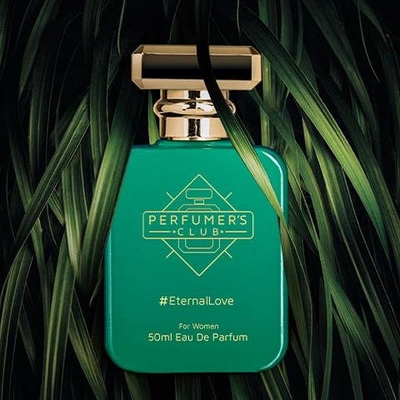 PERFUMER'S
•CLUB•
#EternalLove
For Women
50ml Eau De Parfum